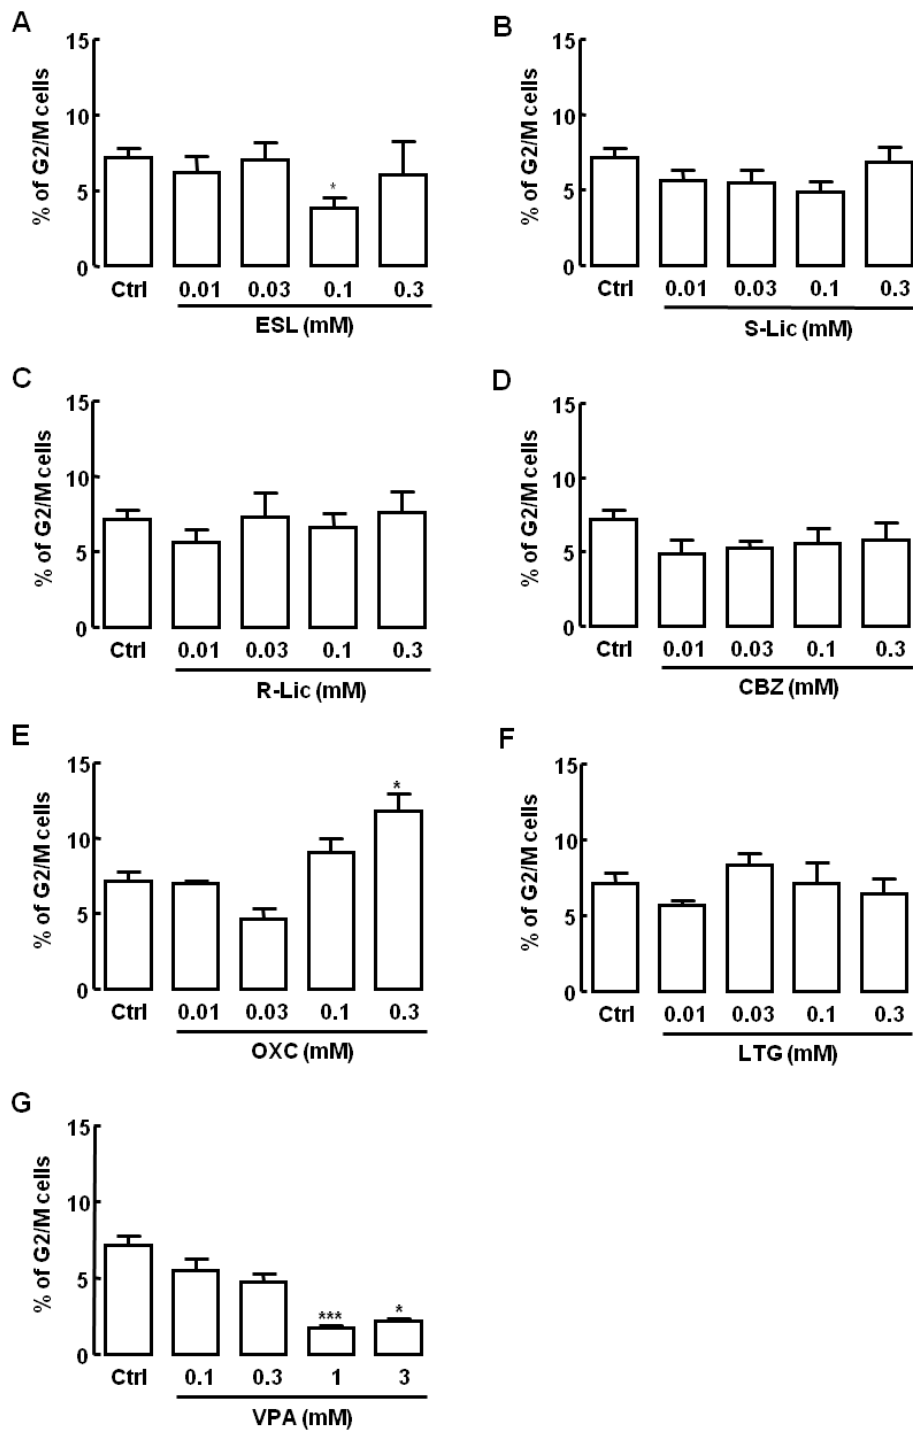 A
15
10
5
0
% of G2/M cells
*
Ctrl 0.01 0.03 0.1 0.3
ESL (mM)
B
15
10
5
0
% of G2/M cells
Ctrl 0.01 0.03 0.1 0.3
S-Lic (mM)
C
15
10
5
0
% of G2/M cells
Ctrl 0.01 0.03 0.1 0.3
R-Lic (mM)
D
15
10
5
0
% of G2/M cells
Ctrl 0.01 0.03 0.1 0.3
CBZ (mM)
E
15
10
5
0
% of G2/M cells
*
Ctrl 0.01 0.03 0.1 0.3
OXC (mM)
F
15
10
5
0
% of G2/M cells
Ctrl 0.01 0.03 0.1 0.3
LTG (mM)
G
15
10
5
0
% of G2/M cells
*** *
Ctrl 0.1 0.3 1 3
VPA (mM)